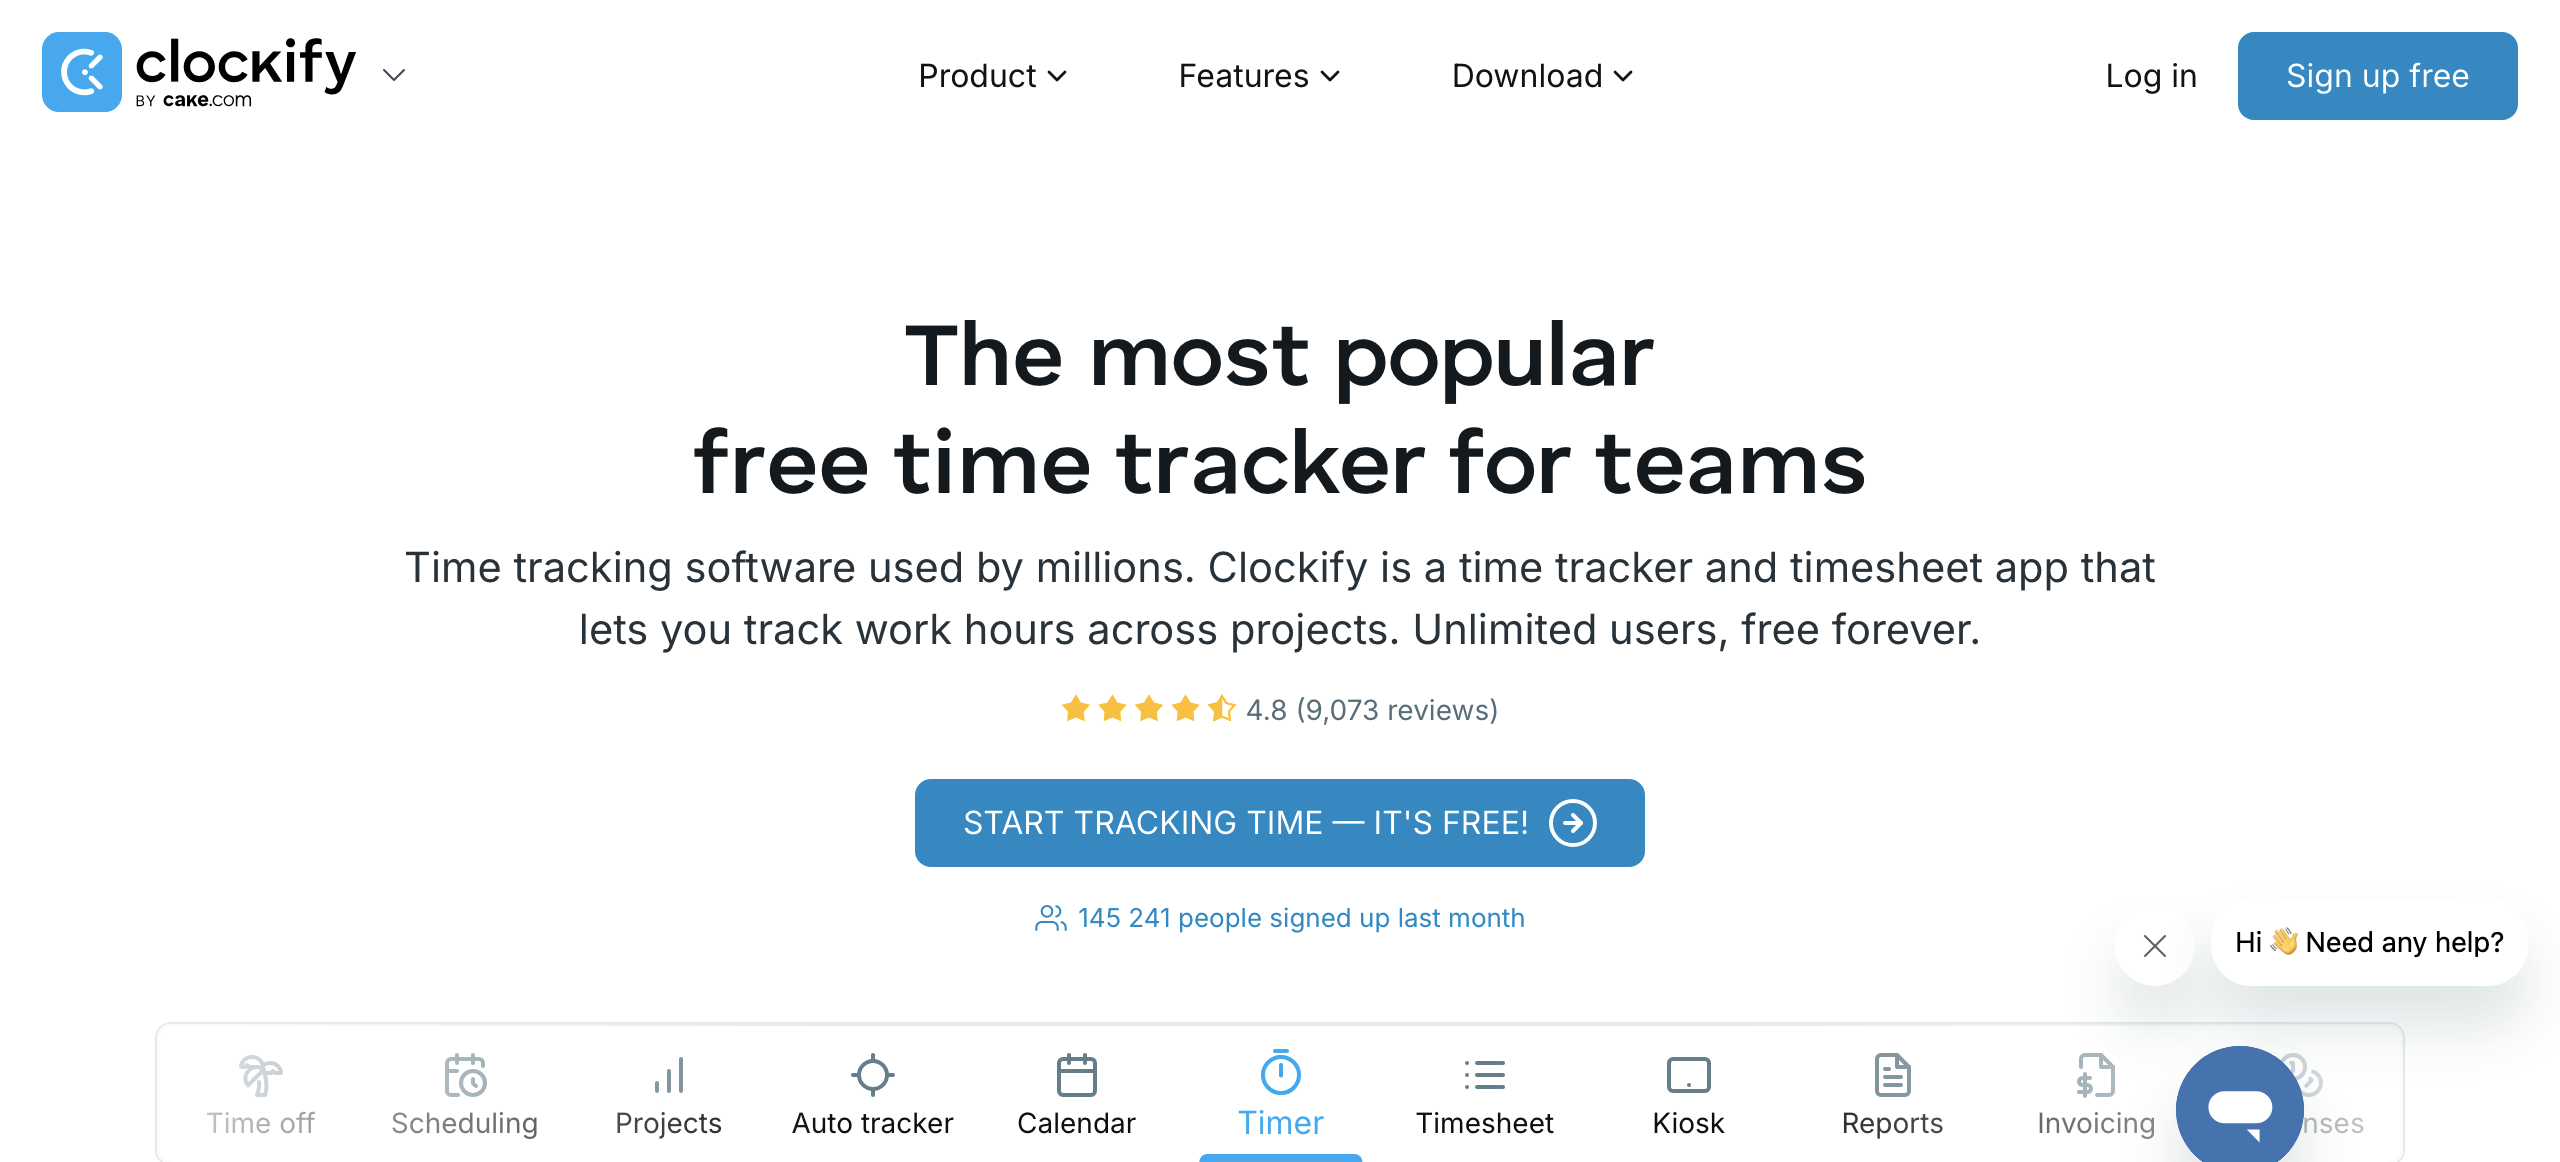 clockify
BY cake.com
Product
Features
Download
Log in
Sign up free
The most popular
free time tracker for teams
Time tracking software used by millions. Clockify is a time tracker and timesheet app that
lets you track work hours across projects. Unlimited users, free forever.
4.8 (9,073 reviews)
START TRACKING TIME — IT'S FREE!
145 241 people signed up last month
Hi 👋 Need any help?
Time off
Scheduling
Projects
Auto tracker
Calendar
Timer
Timesheet
Kiosk
Reports
Invoicing